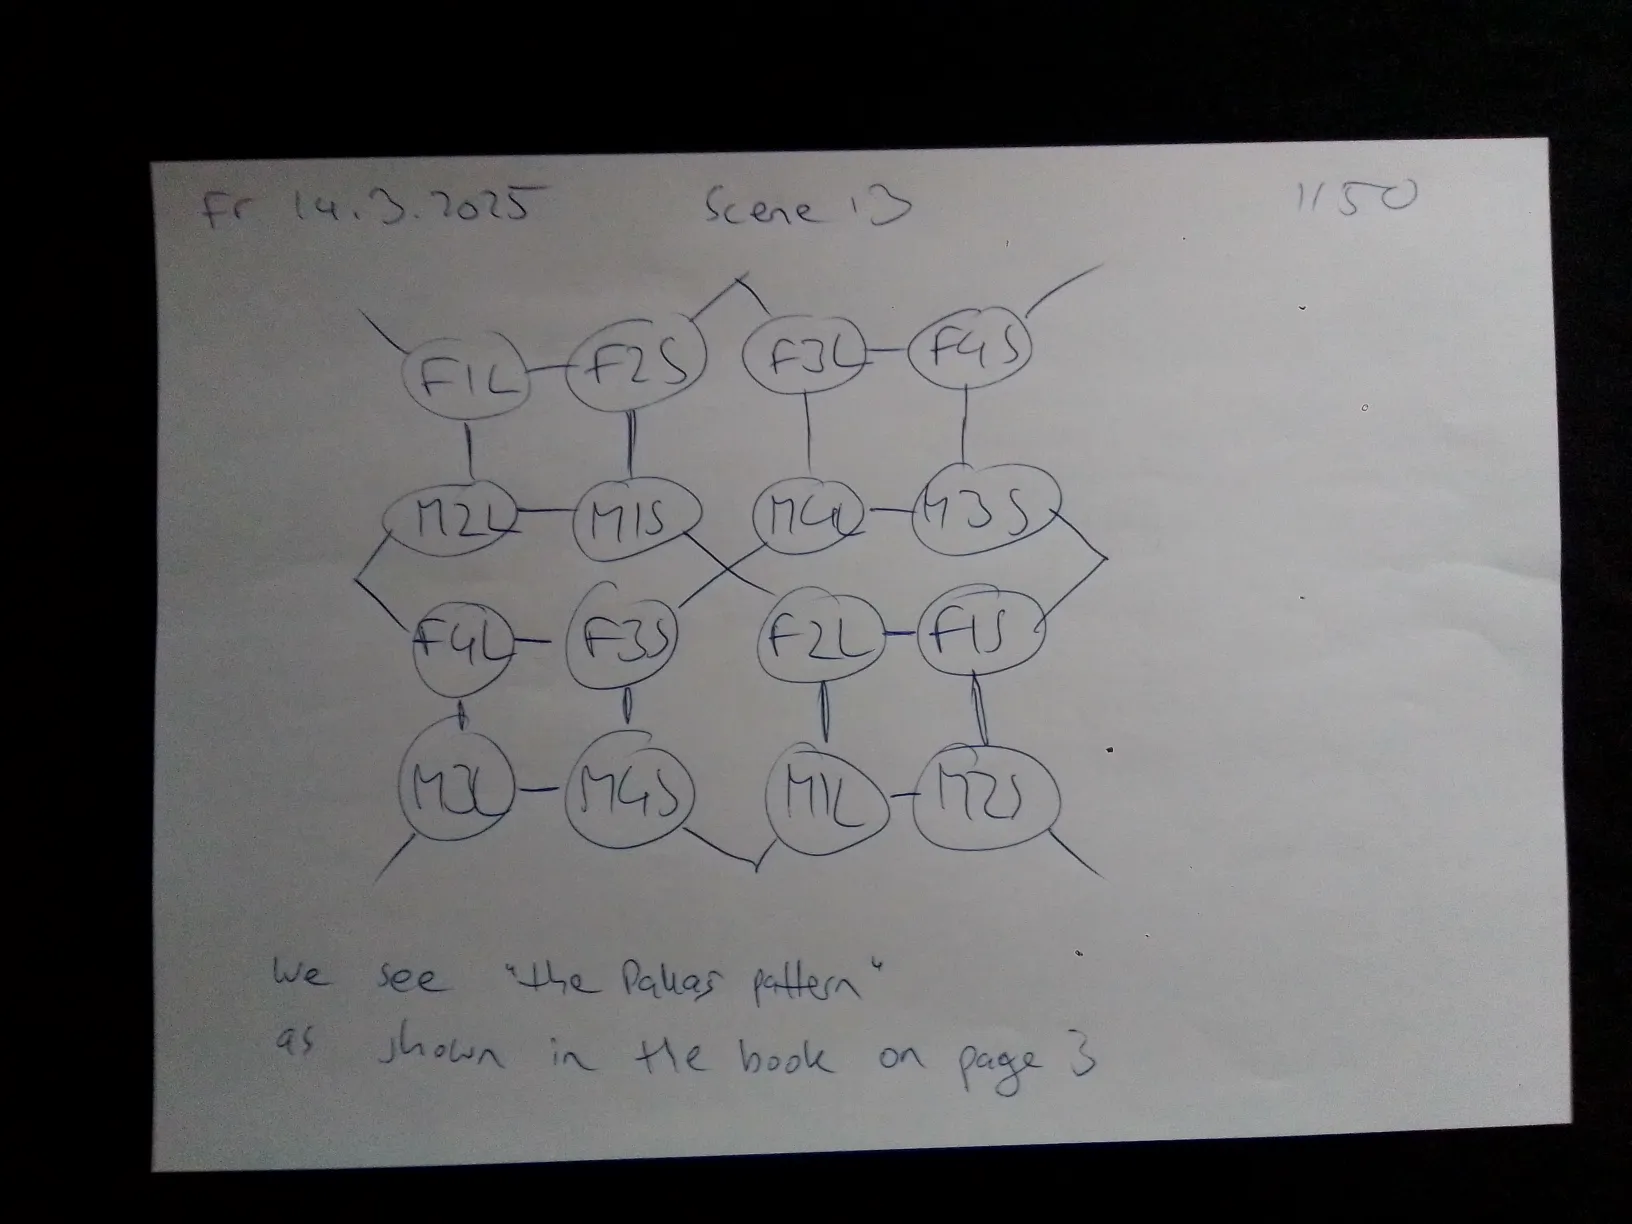 Fr 14.3.2025 Scene 13 1150
F1L F2S F3L F4S
M2L M1S M4L M3S
F4L F3S F2L F1S
M3L M4S M1L M2S
We see "the pattern"
as shown in the book on page 3